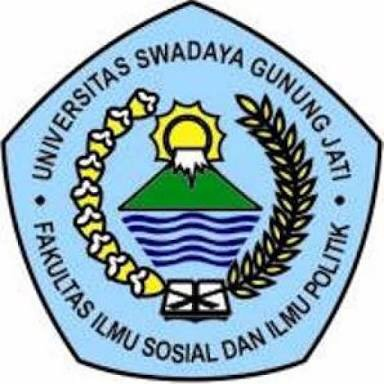 UNIVERSITAS SWADAYA GUNUNG JATI
FAKULTAS ILMU SOSIAL DAN ILMU POLITIK